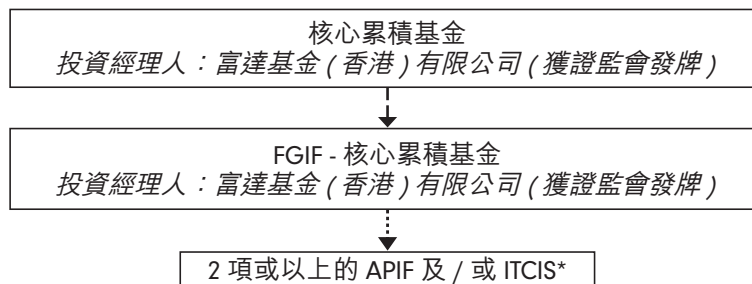 核心累積基金
投資經理人：富達基金 ( 香港 ) 有限公司 ( 獲證監會發牌 )
FGIF - 核心累積基金
投資經理人：富達基金 ( 香港 ) 有限公司 ( 獲證監會發牌 )
2 項或以上的 APIF 及 / 或 ITCIS*